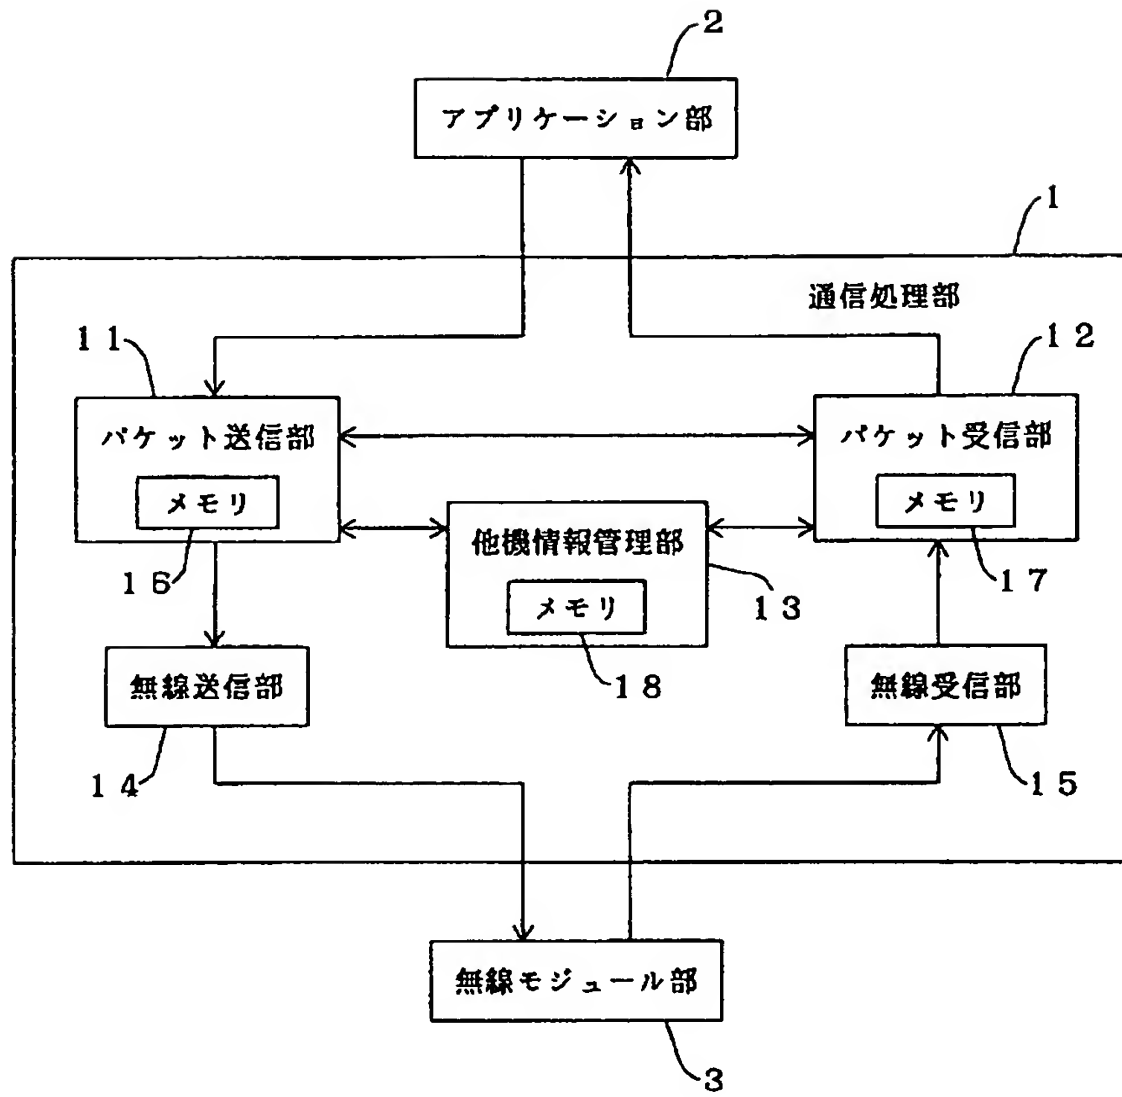 2
アプリケーション部
1
通信処理部
11
12
パケット送信部
パケット受信部
メモリ
メモリ
他機情報管理部
16
17
メモリ
13
無線送信部
18
無線受信部
14
15
無線モジュール部
3